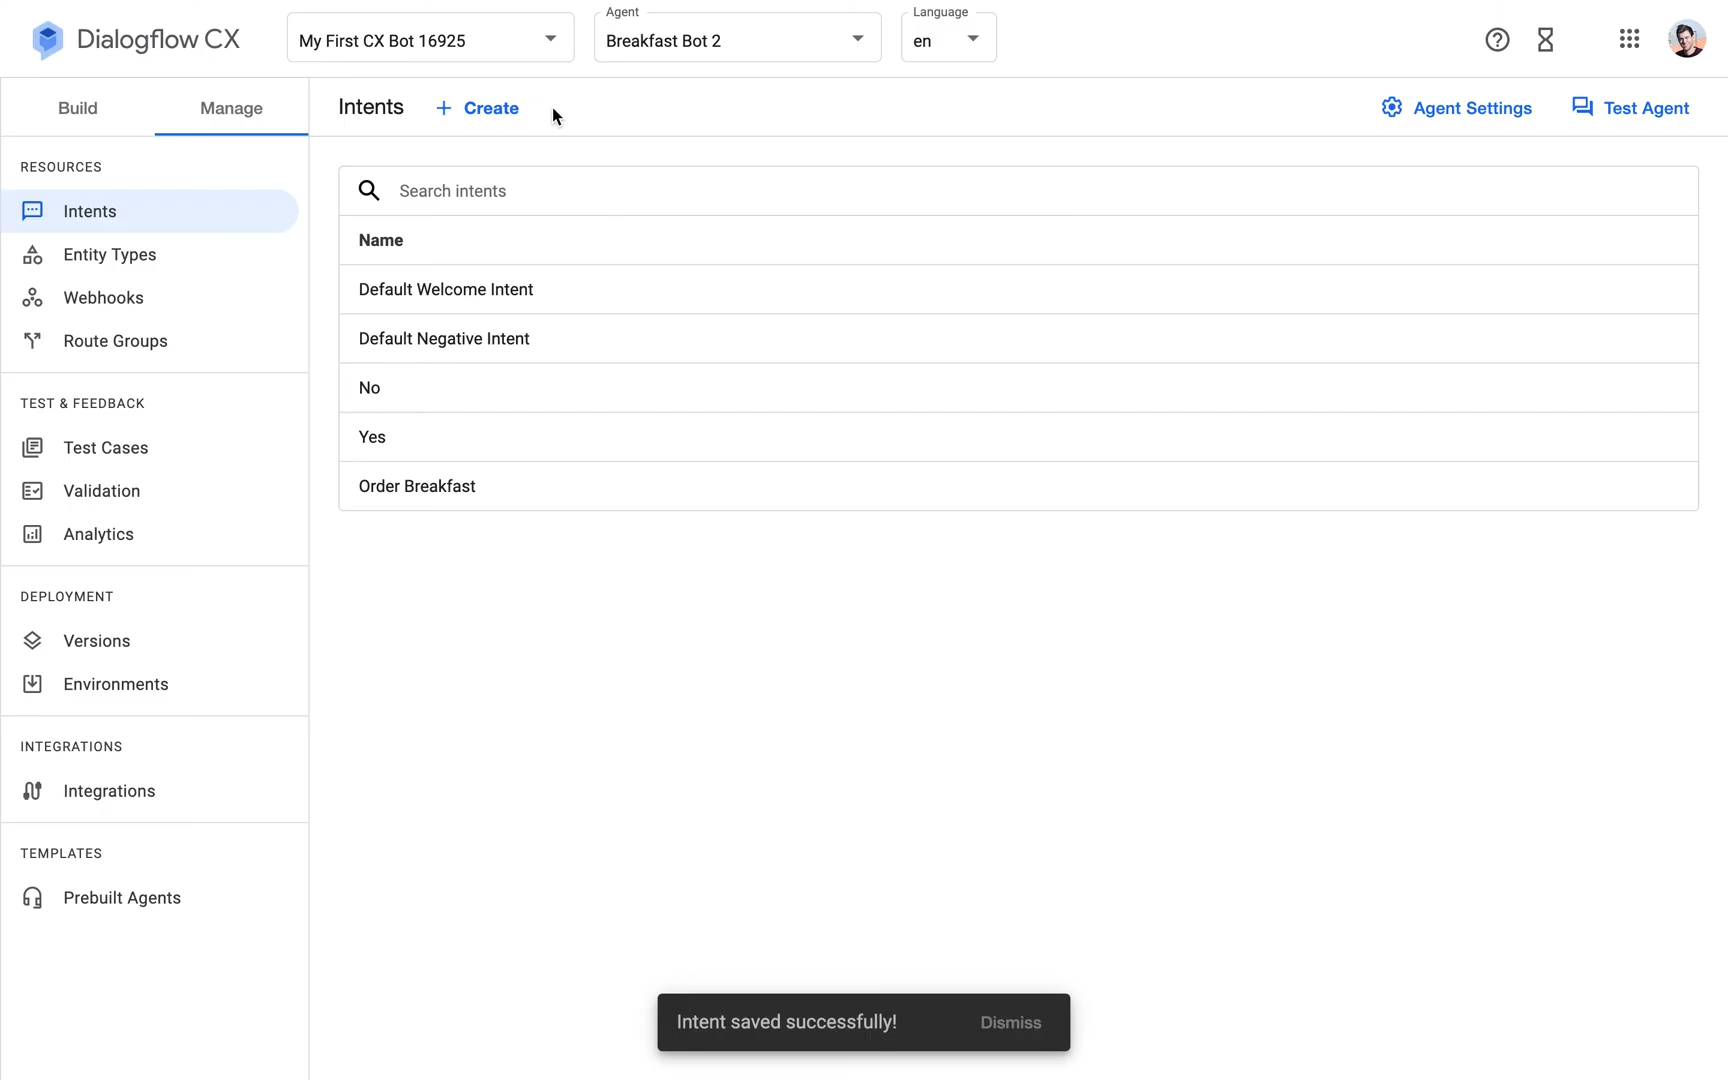 Dialogflow CX
My First CX Bot 16925
Agent
Breakfast Bot 2
Language
en
Build
Manage
Intents
Create
Agent Settings
Test Agent
RESOURCES
Intents
Entity Types
Webhooks
Route Groups
TEST & FEEDBACK
Test Cases
Validation
Analytics
DEPLOYMENT
Versions
Environments
INTEGRATIONS
Integrations
TEMPLATES
Prebuilt Agents
Search intents
Name
Default Welcome Intent
Default Negative Intent
No
Yes
Order Breakfast
Intent saved successfully!
Dismiss